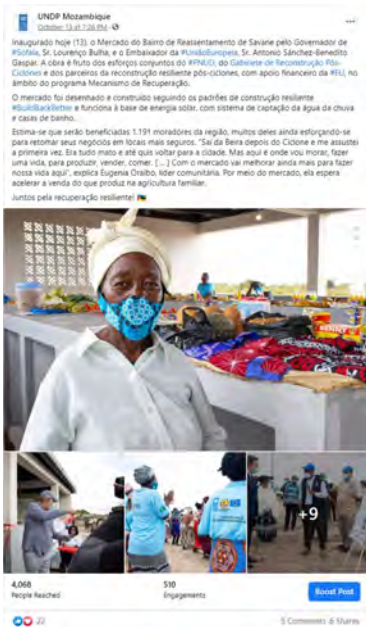 UNDP Mozambique
October 13 at 1:26 PM ·
Inaugurado hoje (13), o Mercado do Bairro de Reassentamento de Savane pelo Governador de
#Sofala, Sr. Lourenço Bulha, e o Embaixador da #UniãoEuropeia, Sr. Antonio Sánchez-Benedito
Gaspar. A obra é fruto dos esforços conjuntos do #PNUD, do Gabinete de Reconstrução Pós-
Ciclones e dos parceiros da reconstrução resiliente pós-ciclones, com apoio financeiro da #EU, no
âmbito do programa Mecanismo de Recuperação.
O mercado foi desenhado e construído seguindo os padrões de construção resiliente
#BuildBackBetter e funciona à base de energia solar, com sistema de captação da água de chuva
e casas de banho.
Estima-se que serão beneficiadas 1.191 moradores da região, muitos deles ainda esforçando-se
para retomar seus negócios em locais mais seguros. "Saí da Beira depois do Ciclone e me assustei
a primeira vez. Era tudo mato e até quis voltar para a cidade. Mas aqui é onde vou morar, fazer
uma vida, para produzir, vender, comer. [...] Com o mercado vai melhorar ainda mais para fazer
nossa vida aqui", explica Eugenia Oraibo, líder comunitária. Por meio do mercado, ela espera
acelerar a venda do que produz na agricultura familiar.
Juntos pela recuperação resiliente!
BENNY
+9
4,068
People Reached
510
Engagements
Boost Post
22
5 Comments 6 Shares